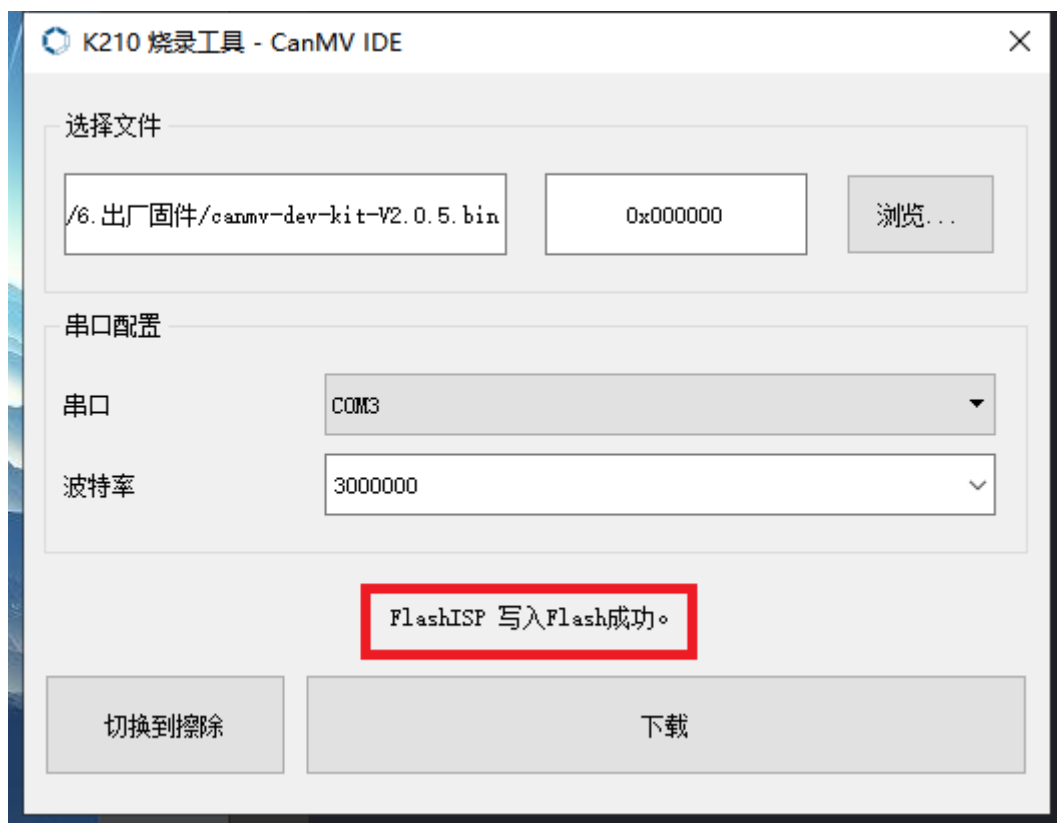 K210 烧录工具 - CanMV IDE
选择文件
/6.出厂固件/canmv-dev-kit-V2.0.5.bin
0x000000
浏览...
串口配置
串口
COM3
波特率
3000000
FlashISP 写入Flash成功。
切换到擦除
下载